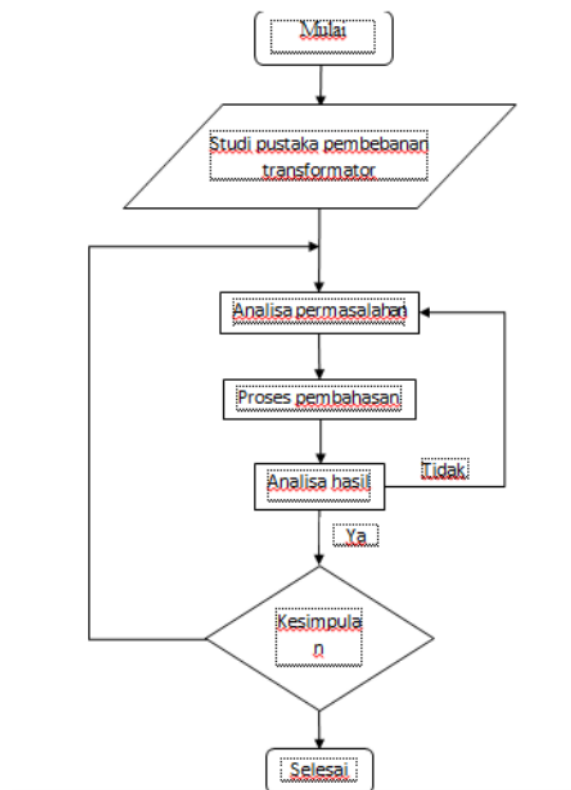 Mulai
Studi pustaka pembebanan
transformator
Analisa permasalahan
Proses pembahasan
Analisa hasil
Tidak
Ya
Kesimpula
n
Selesai